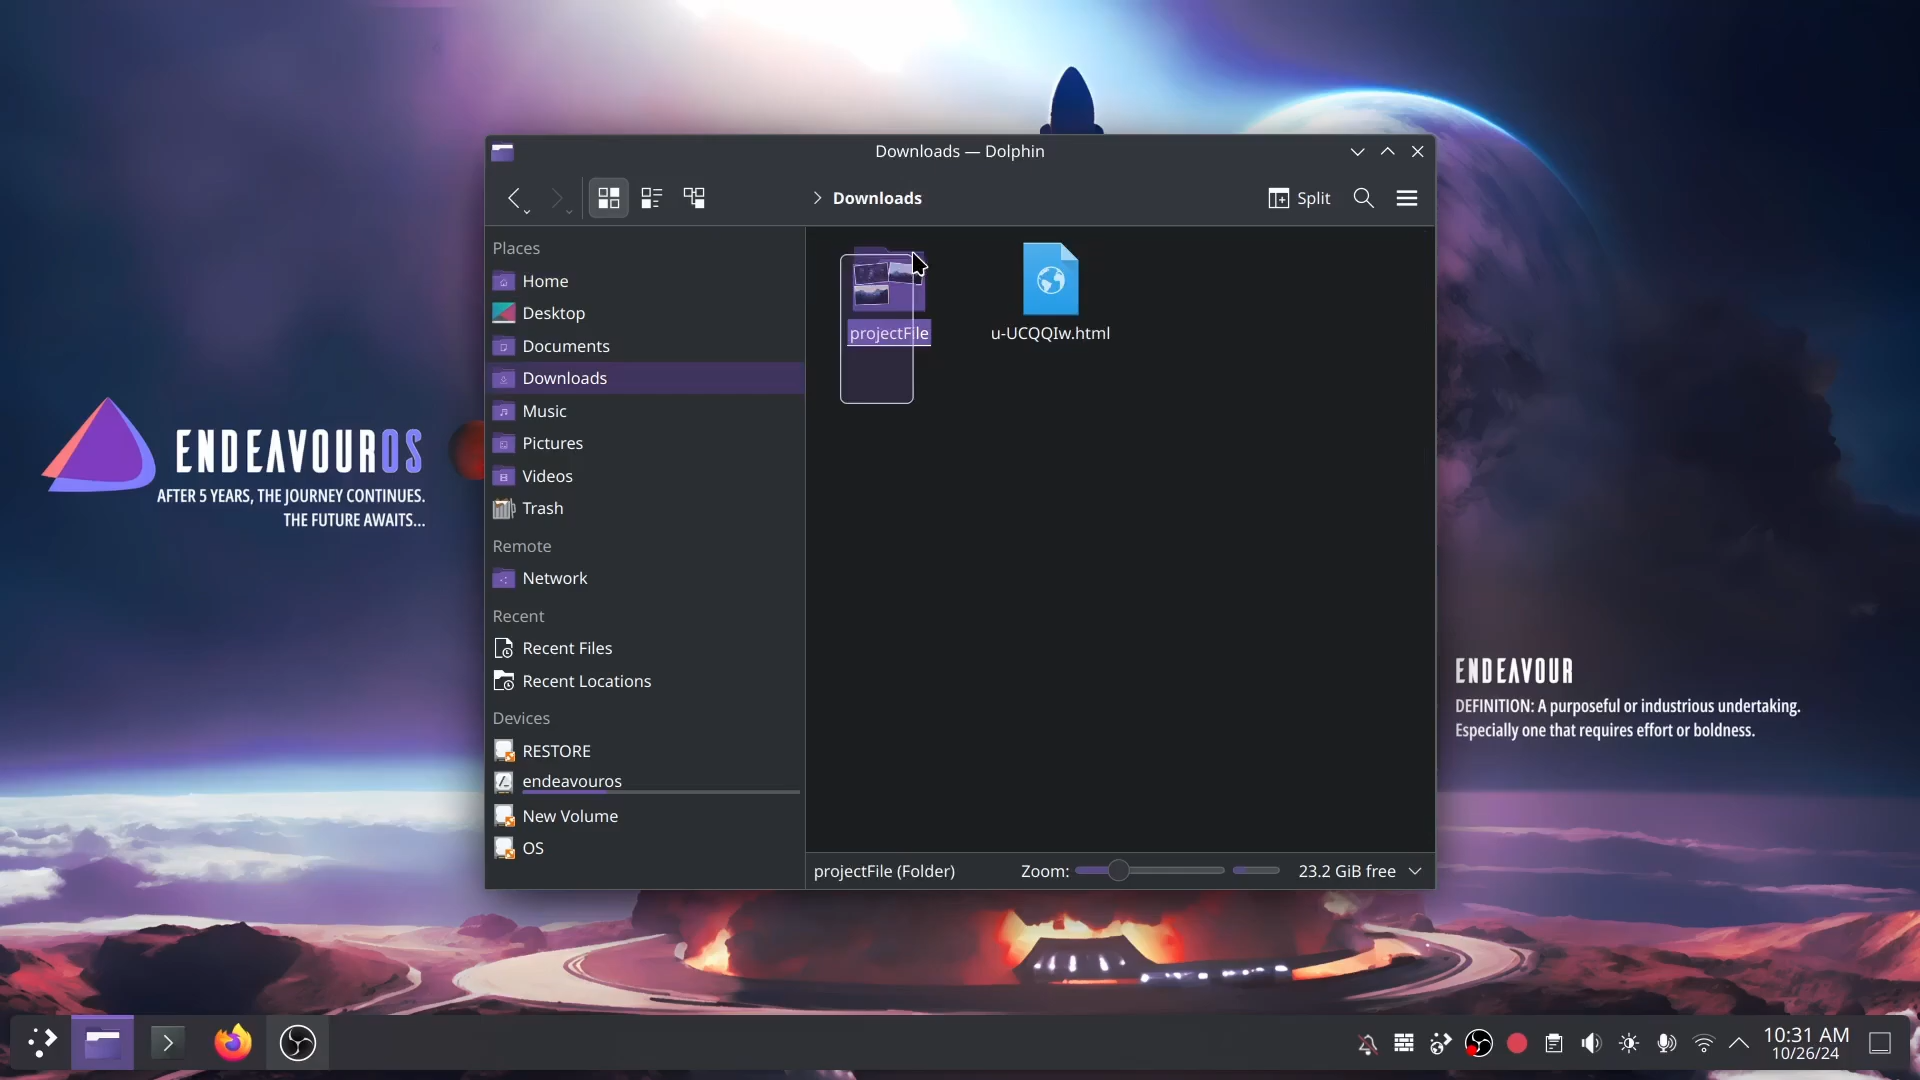 Downloads — Dolphin
Downloads
Split
Places
Home
Desktop
Documents
Downloads
Music
Pictures
Videos
Trash
Remote
Network
Recent
Recent Files
Recent Locations
Devices
RESTORE
endeavouros
New Volume
OS
projectFile
u-UCQQIw.html
projectFile (Folder)
Zoom:
23.2 GiB free
ENDEAVOUROS
AFTER 5 YEARS, THE JOURNEY CONTINUES.
THE FUTURE AWAITS...
ENDEAVOUR
DEFINITION: A purposeful or industrious undertaking.
Especially one that requires effort or boldness.
10:31 AM
10/26/24